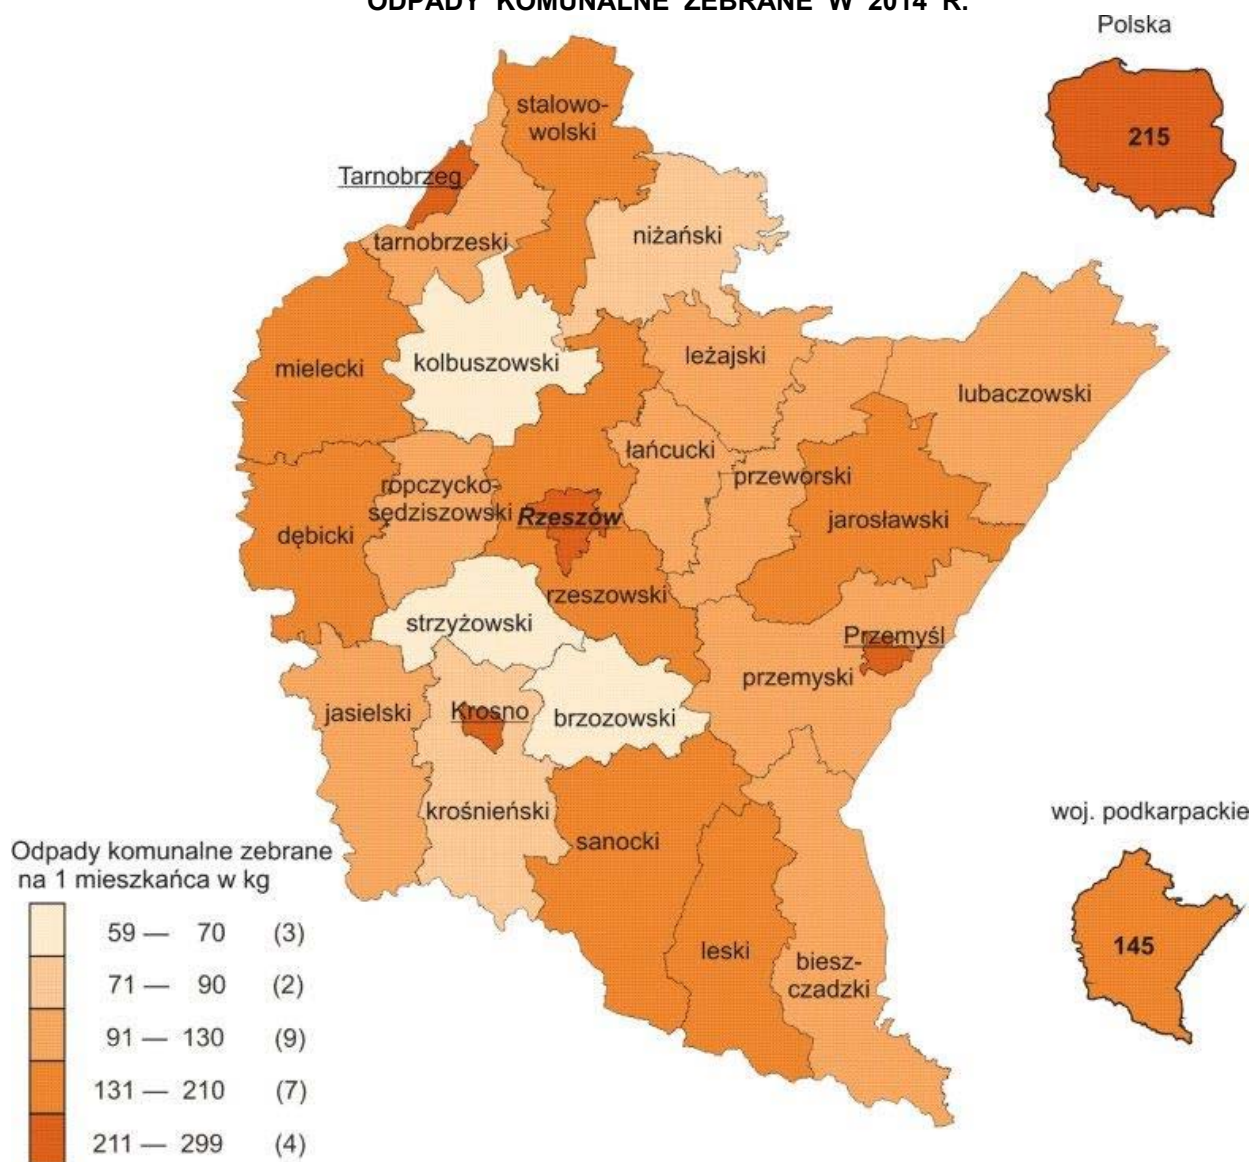 ODPADY KOMUNALNE ZEBRANE W 2014 R.
Polska
215
stalowo-
wolski
Tarnobrzeg
tarnobrzeski
niżański
mielecki
kolbuszowski
leżajski
lubaczowski
łańcucki
przeworski
ropczycko-
sędziszowski
Rzeszów
jarosławski
dębicki
rzeszowski
strzyżowski
Przemyśl
przemyski
jasielski
Krosno
brzozowski
krośnieński
sanocki
leski
biesz-
czadzki
woj. podkarpackie
145
Odpady komunalne zebrane
na 1 mieszkańca w kg
59 — 70 (3)
71 — 90 (2)
91 — 130 (9)
131 — 210 (7)
211 — 299 (4)